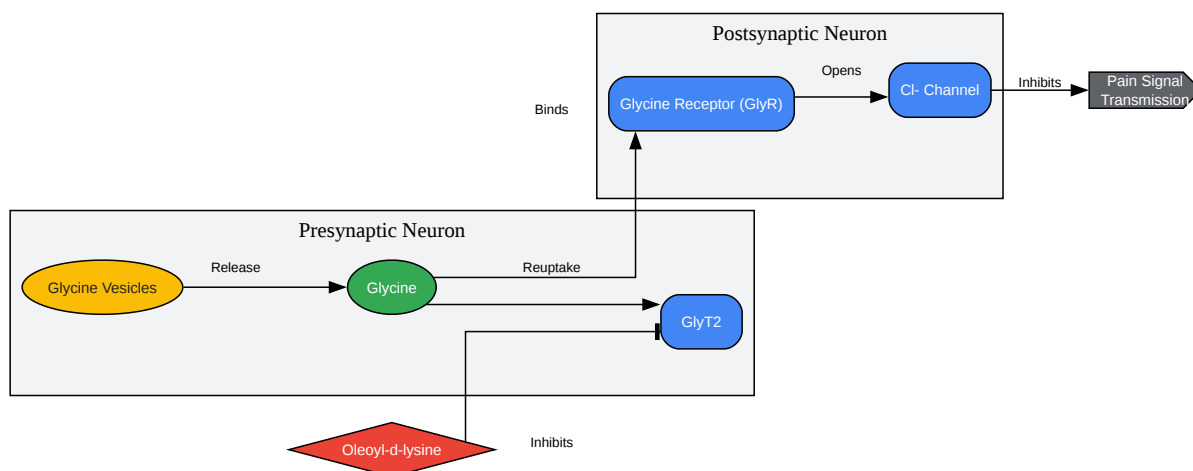 Postsynaptic Neuron
Glycine Receptor (GlyR)
Opens
Cl- Channel
Inhibits
Pain Signal
Transmission
Binds
Presynaptic Neuron
Glycine Vesicles
Release
Glycine
Reuptake
GlyT2
Oleoyl-d-lysine
Inhibits